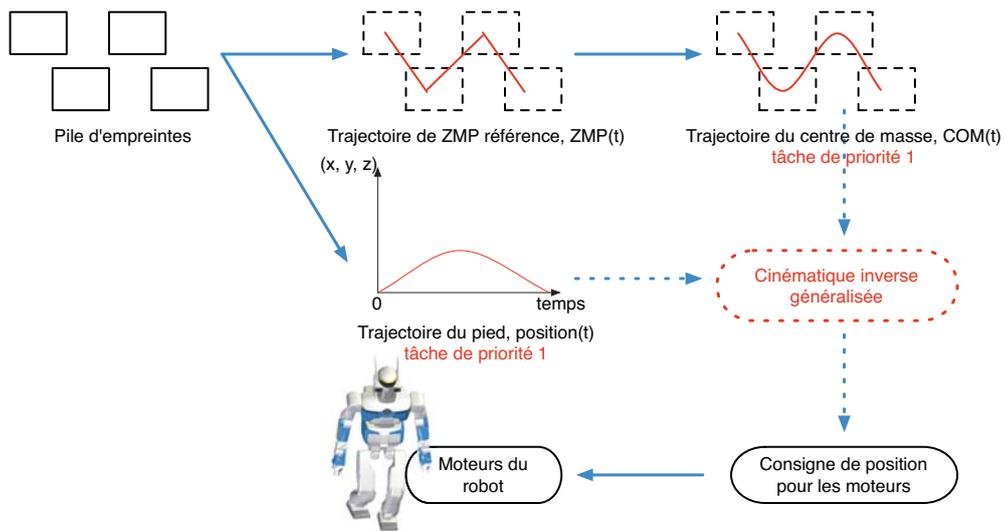 Pile d'empreintes
Trajectoire de ZMP référence, ZMP(t)
Trajectoire du centre de masse, COM(t)
tâche de priorité 1
(x, y, z)
0
temps
Trajectoire du pied, position(t)
tâche de priorité 1
Cinématique inverse
généralisée
Moteurs du
robot
Consigne de position
pour les moteurs